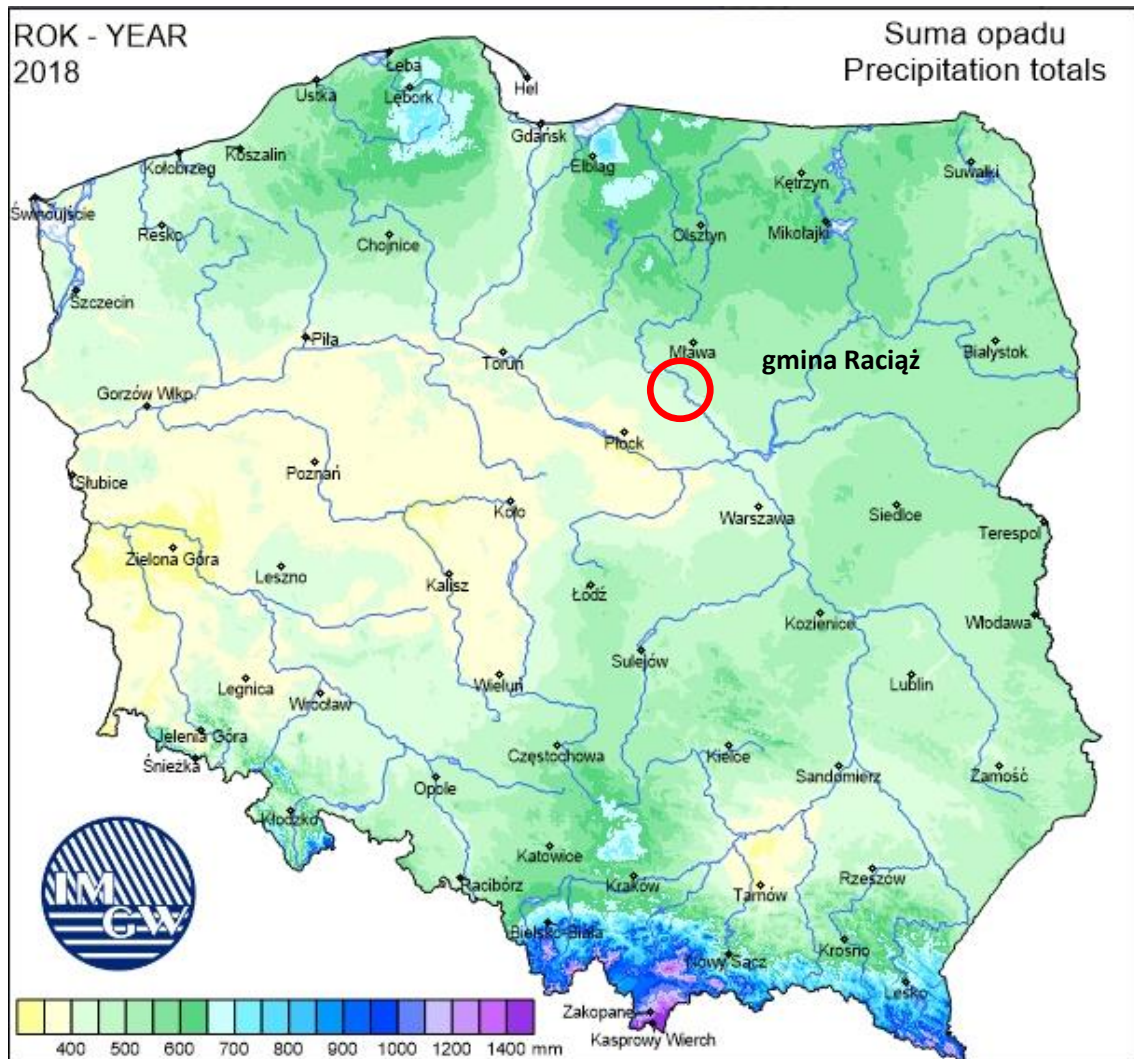 ROK - YEAR
2018
Suma opadu
Precipitation totals
Łeba
Hel
Ustka
Lębork
Gdańsk
Koszalin
Kołobrzeg
Elbląg
Suwałki
Kętrzyn
Świnoujście
Resko
Chojnice
Olsztyn
Mikołajki
Szczecin
Piła
Toruń
Mława
gmina Raciąż
Białystok
Gorzów Wlkp.
Płock
Poznań
Słubice
Koło
Warszawa
Siedlce
Terespol
Zielona Góra
Leszno
Kalisz
Łódź
Kozienice
Włodawa
Sulejów
Legnica
Wieluń
Lublin
Wrocław
Jelenia Góra
Śnieżka
Częstochowa
Kielce
Sandomierz
Zamość
Opole
Kłodzko
Katowice
Racibórz
Kraków
Tarnów
Rzeszów
Bielsko-Biała
Nowy Sącz
Krosno
Lesko
Zakopane
Kasprowy Wierch
IM
GW
400 500 600 700 800 900 1000 1200 1400 mm